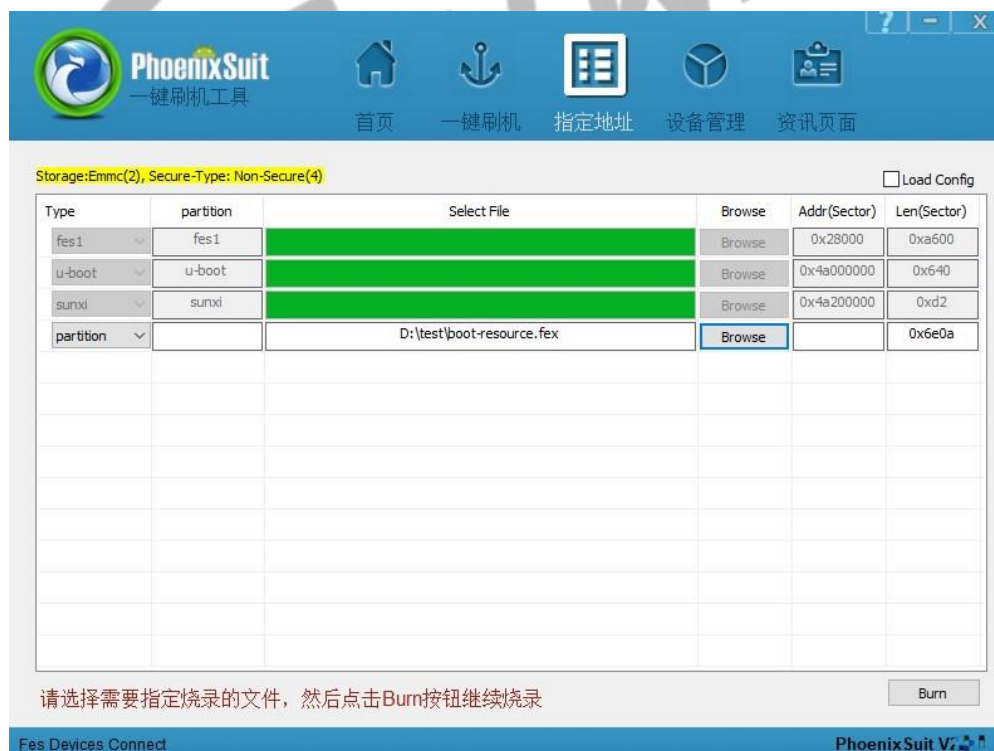 ? - X
PhoenixSuit
一键刷机工具
首页 一键刷机 指定地址 设备管理 资讯页面
Storage:Emmc(2), Secure-Type: Non-Secure(4)
Load Config
Type partition Select File Browse Addr(Sector) Len(Sector)
fes1 fes1 Browse 0x28000 0xa600
u-boot u-boot Browse 0x4a000000 0x640
sunxi sunxi Browse 0x4a200000 0xd2
partition D:\test\boot-resource.fex Browse 0x6e0a
请选择需要指定烧录的文件，然后点击Burn按钮继续烧录
Burn
Fes Devices Connect PhoenixSuit